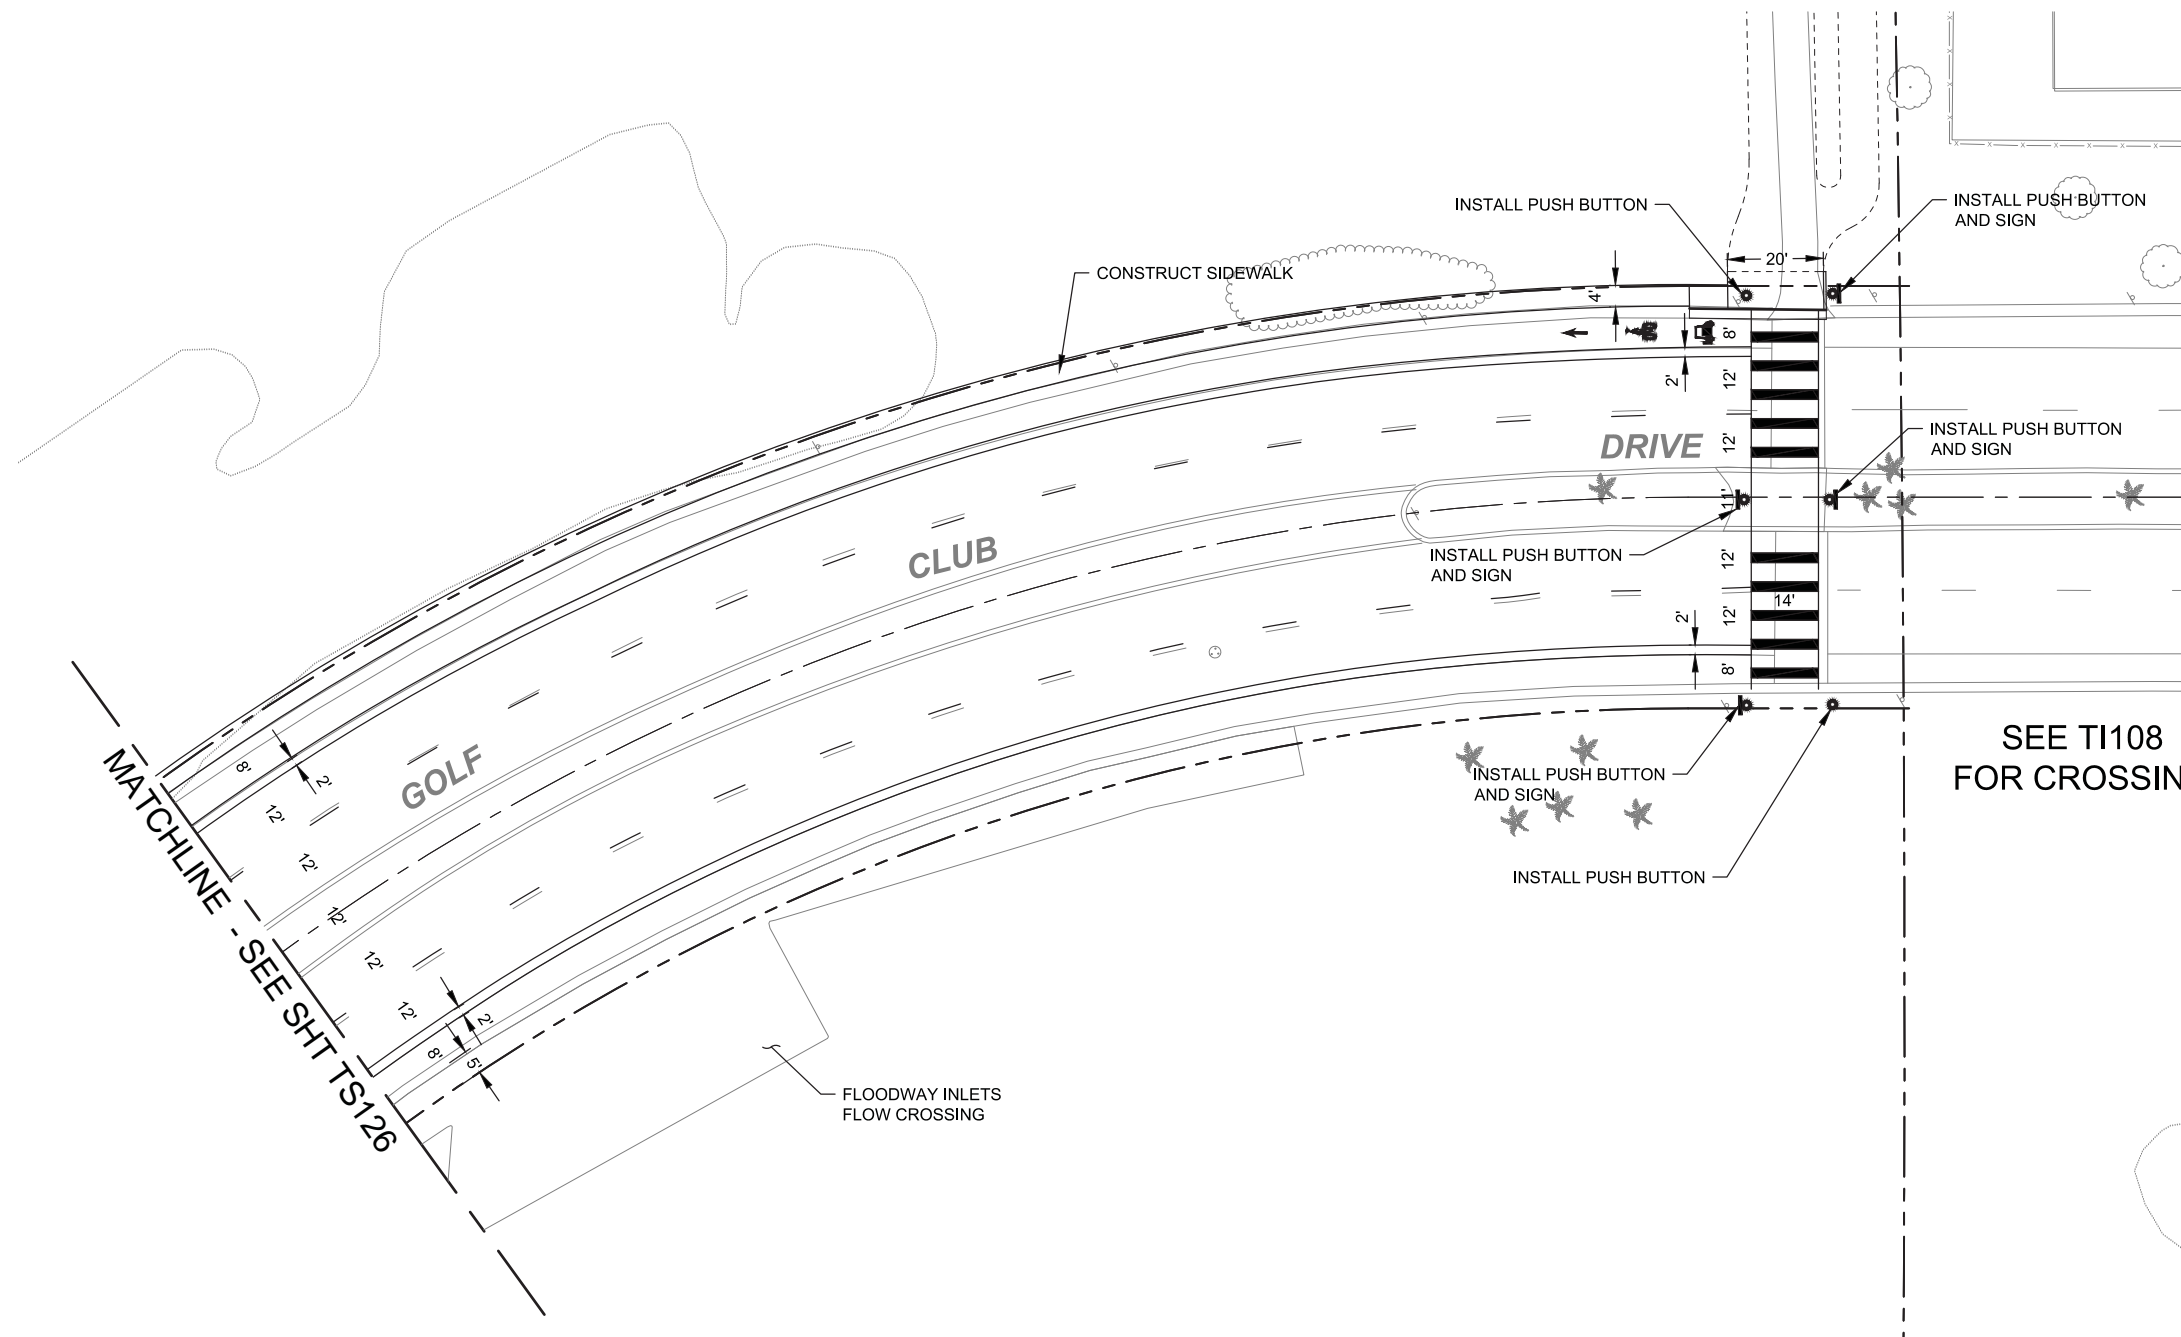 INSTALL PUSH BUTTON
INSTALL PUSH BUTTON
AND SIGN
20'
CONSTRUCT SIDEWALK
4'
8'
2'
12'
12'
DRIVE
INSTALL PUSH BUTTON
AND SIGN
11'
CLUB
INSTALL PUSH BUTTON
AND SIGN
12'
14'
12'
2'
8'
SEE TI108
FOR CROSSIN
GOLF
INSTALL PUSH BUTTON
AND SIGN
INSTALL PUSH BUTTON
8'
2'
12'
12'
12'
12'
12'
2'
8'
5'
MATCHLINE - SEE SHT TS126
FLOODWAY INLETS
FLOW CROSSING